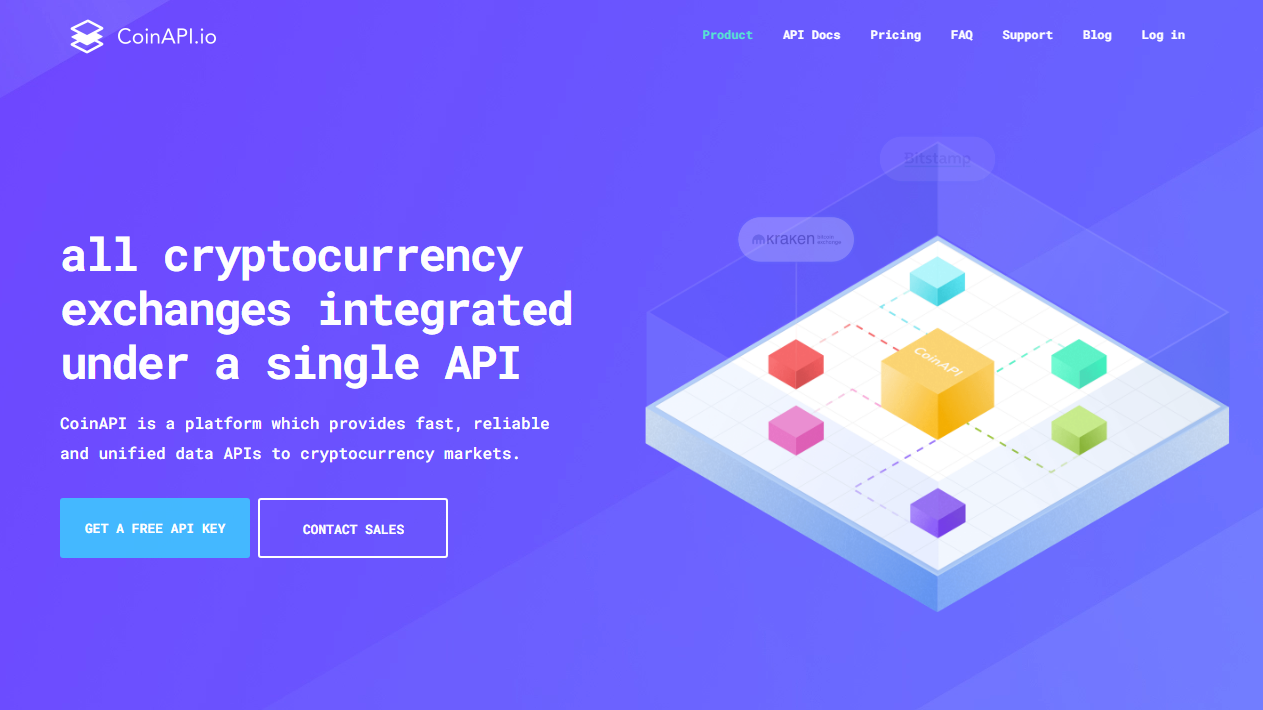 CoinAPI.io
Product API Docs Pricing FAQ Support Blog Log in
Bitstamp
kraken bitcoin exchange
all cryptocurrency
exchanges integrated
under a single API
CoinAPI
CoinAPI is a platform which provides fast, reliable
and unified data APIs to cryptocurrency markets.
GET A FREE API KEY
CONTACT SALES